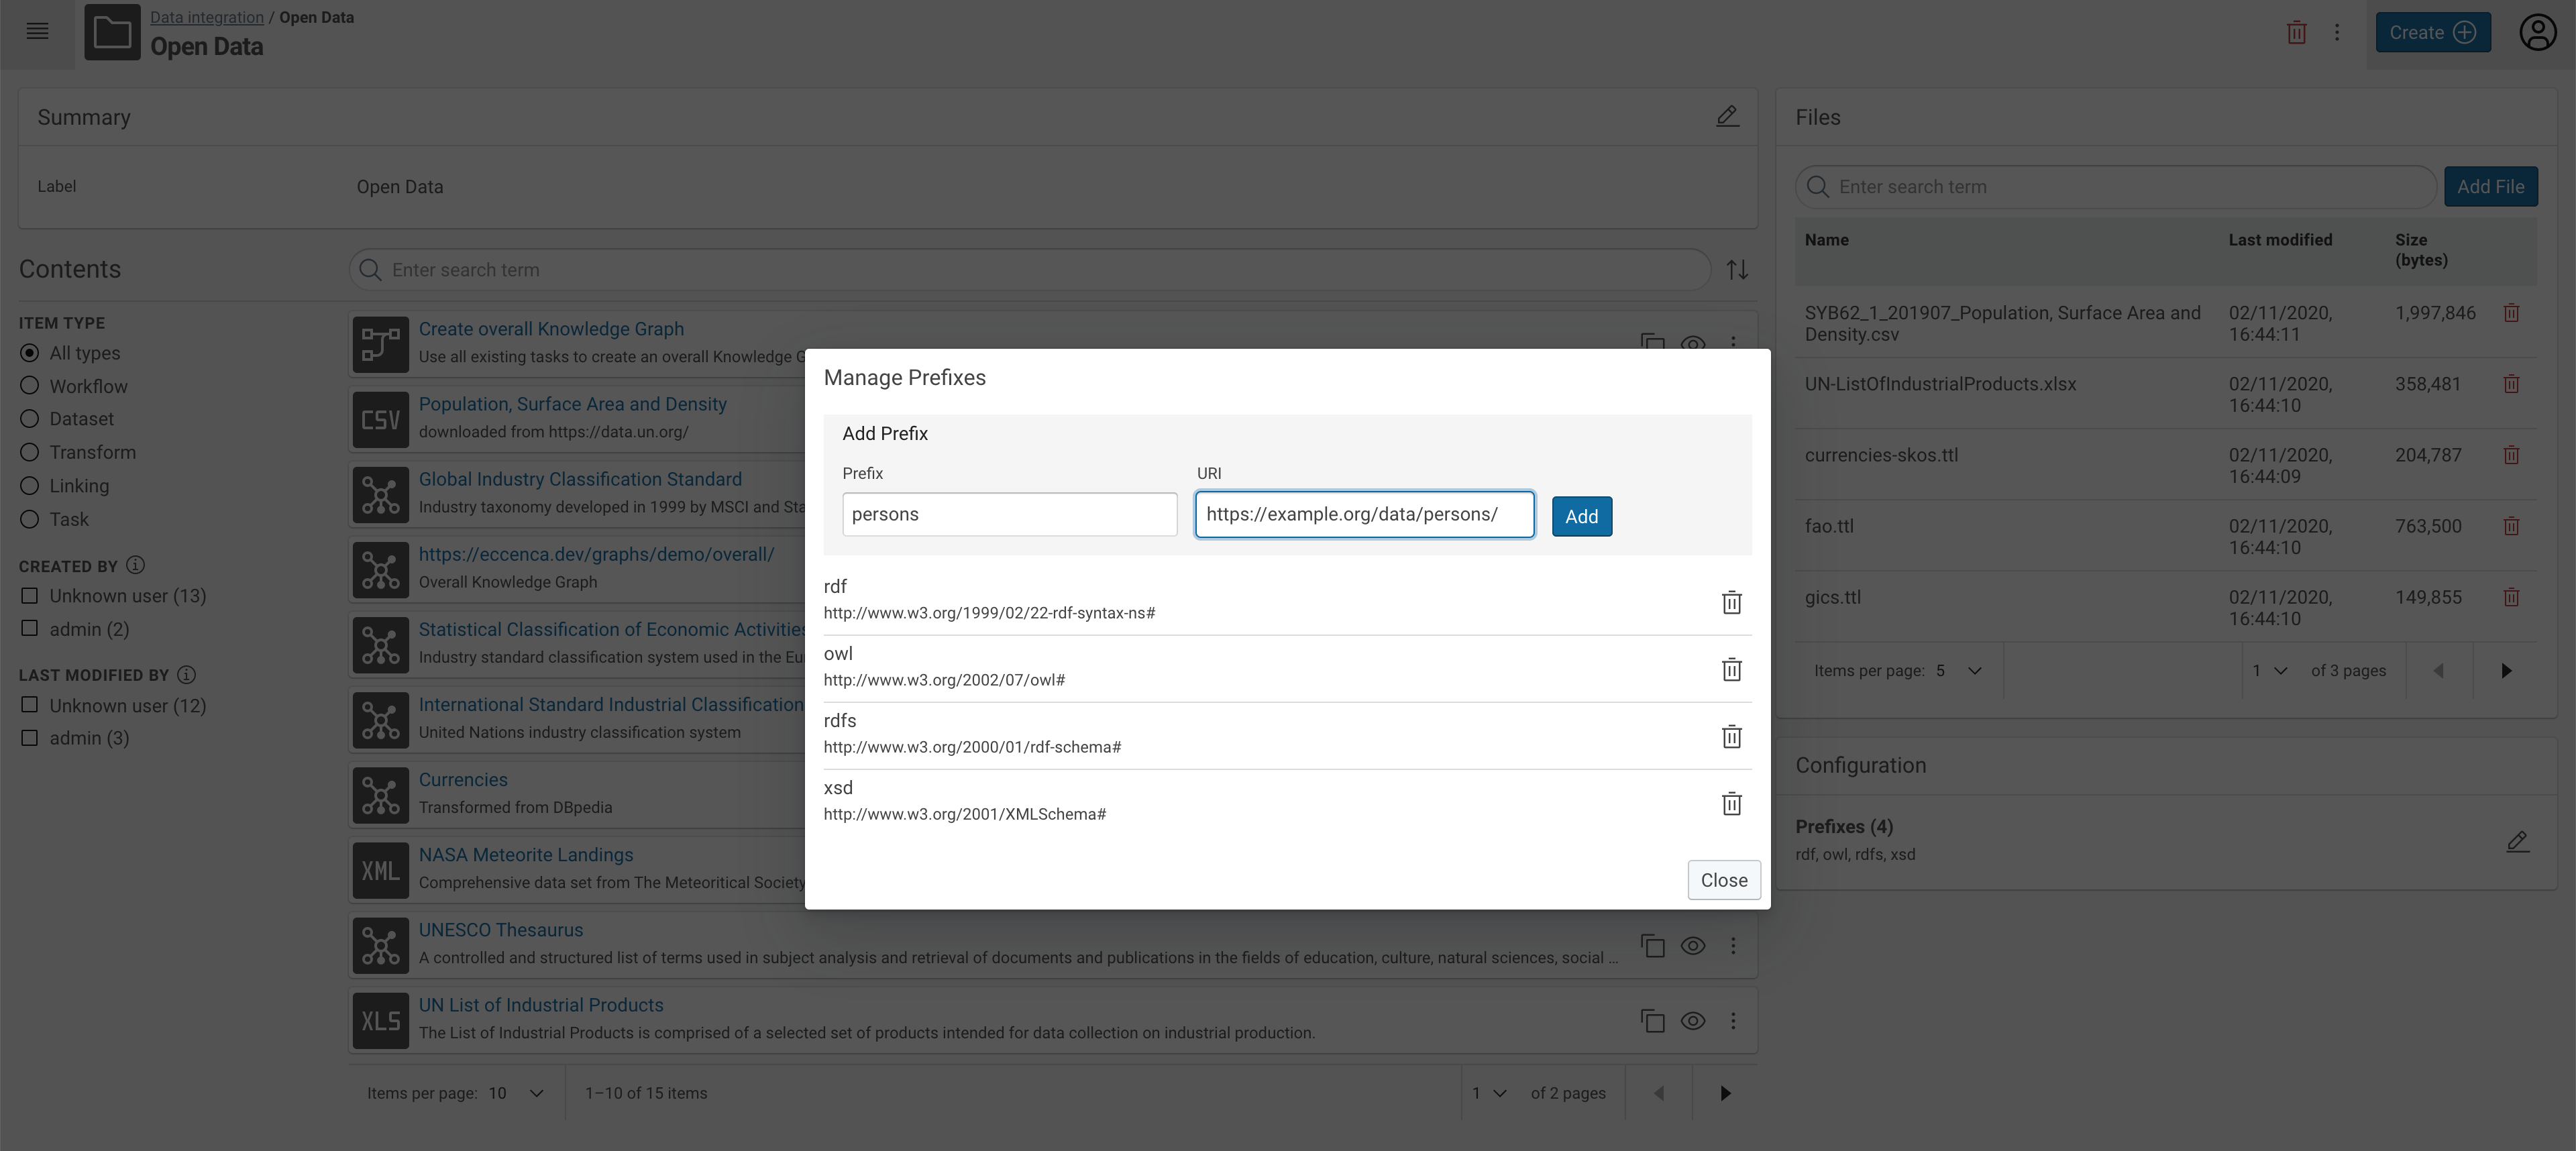 Data integration / Open Data
Open Data
Create
Summary
Label
Open Data
Contents
Enter search term
ITEM TYPE
All types
Workflow
Dataset
Transform
Linking
Task
CREATED BY
Unknown user (13)
admin (2)
LAST MODIFIED BY
Unknown user (12)
admin (3)
Create overall Knowledge Graph
Use all existing tasks to create an overall Knowledge
CSV
Population, Surface Area and Density
downloaded from https://data.un.org/
Global Industry Classification Standard
Industry taxonomy developed in 1999 by MSCI and
https://eccenca.dev/graphs/demo/overall/
Overall Knowledge Graph
Statistical Classification of Economic Activities
Industry standard classification system used in the
International Standard Industrial Classification
United Nations industry classification system
Currencies
Transformed from DBpedia
XML
NASA Meteorite Landings
Comprehensive data set from The Meteoritical Society
UNESCO Thesaurus
A controlled and structured list of terms used in subject analysis and retrieval of documents and publications in the fields of education, culture, natural sciences, social ...
XLS
UN List of Industrial Products
The List of Industrial Products is comprised of a selected set of products intended for data collection on industrial production.
Items per page: 10
1–10 of 15 items
1
of 2 pages
Manage Prefixes
Add Prefix
Prefix
URI
persons
https://example.org/data/persons/
Add
rdf
http://www.w3.org/1999/02/22-rdf-syntax-ns#
owl
http://www.w3.org/2002/07/owl#
rdfs
http://www.w3.org/2000/01/rdf-schema#
xsd
http://www.w3.org/2001/XMLSchema#
Close
Files
Enter search term
Add File
Name
Last modified
Size
(bytes)
SYB62_1_201907_Population, Surface Area and
Density.csv
02/11/2020,
16:44:11
1,997,846
UN-ListOfIndustrialProducts.xlsx
02/11/2020,
16:44:10
358,481
currencies-skos.ttl
02/11/2020,
16:44:09
204,787
fao.ttl
02/11/2020,
16:44:10
763,500
gics.ttl
02/11/2020,
16:44:10
149,855
Items per page: 5
1
of 3 pages
Configuration
Prefixes (4)
rdf, owl, rdfs, xsd